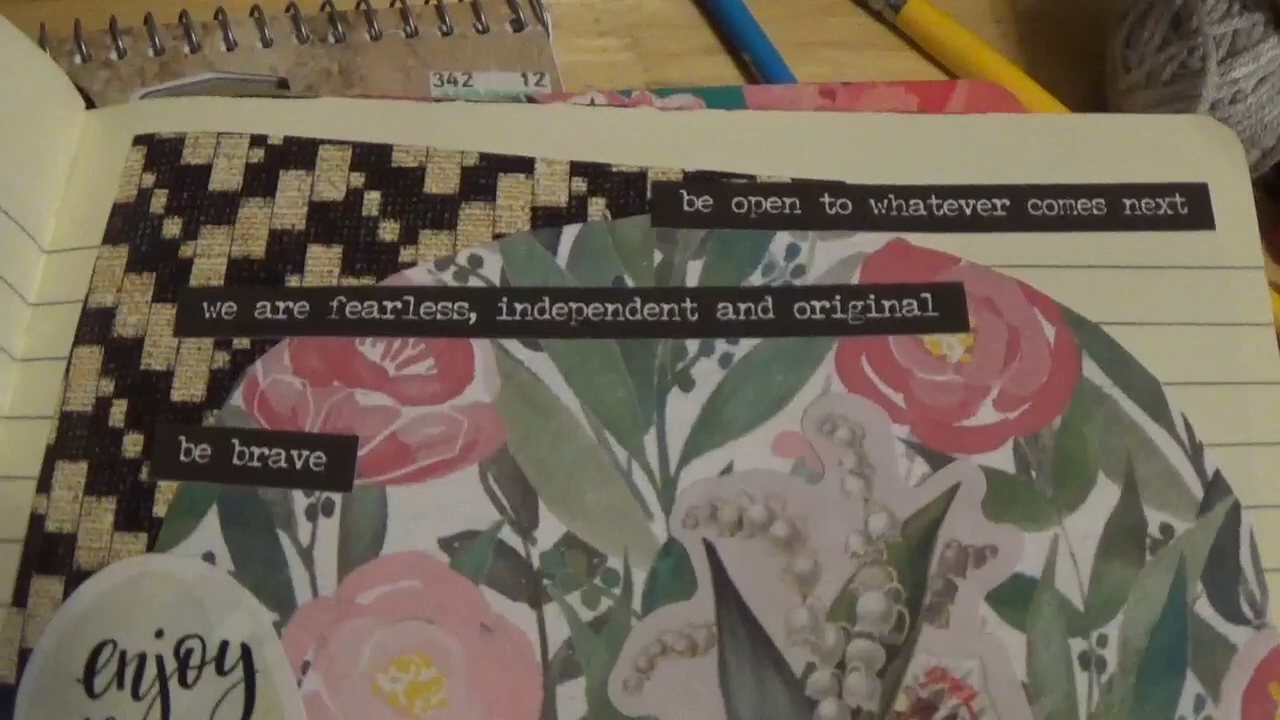 342 12
be open to whatever comes next
we are fearless, independent and original
be brave
enjoy